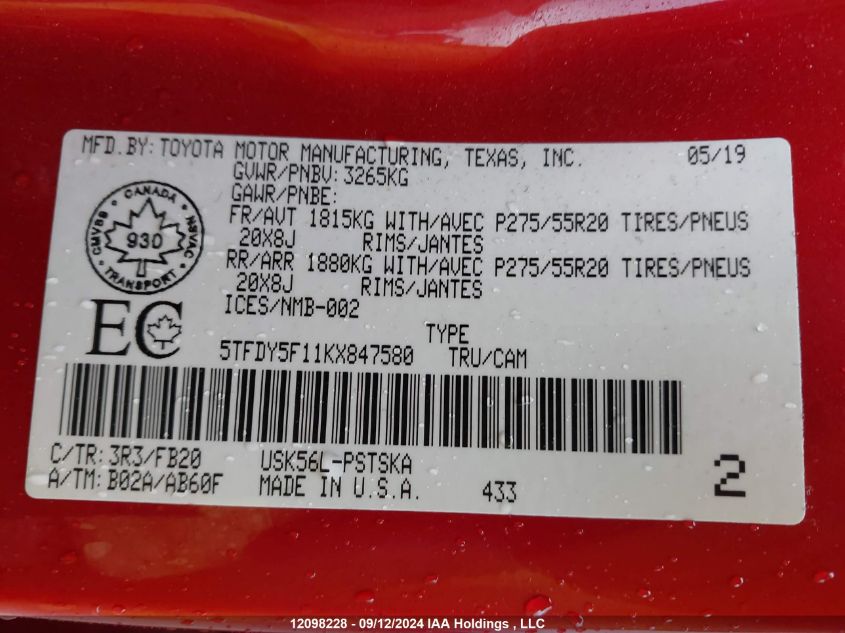 MFD.BY: TOYOTA MOTOR MANUFACTURING, TEXAS, INC. 05/19
GVWR/PNBV: 3265KG
GAWR/PNBE:
FR/AVT 1815KG WITH/AVEC P275/55R20 TIRES/PNEUS
20X8J RIMS/JANTES
RR/ARR 1880KG WITH/AVEC P275/55R20 TIRES/PNEUS
20X8J RIMS/JANTES
ICES/NMB-002
CANADA
CMVSS
NSVAC
930
TRANSPORT
EC
TYPE
5TFDY5F11KX847580 TRU/CAM
C/TR: 3R3/FB20 USK56L-PSTSKA
A/TM: B02A/AB60F MADE IN U.S.A. 433
2
12098228 - 09/12/2024 IAA Holdings , LLC